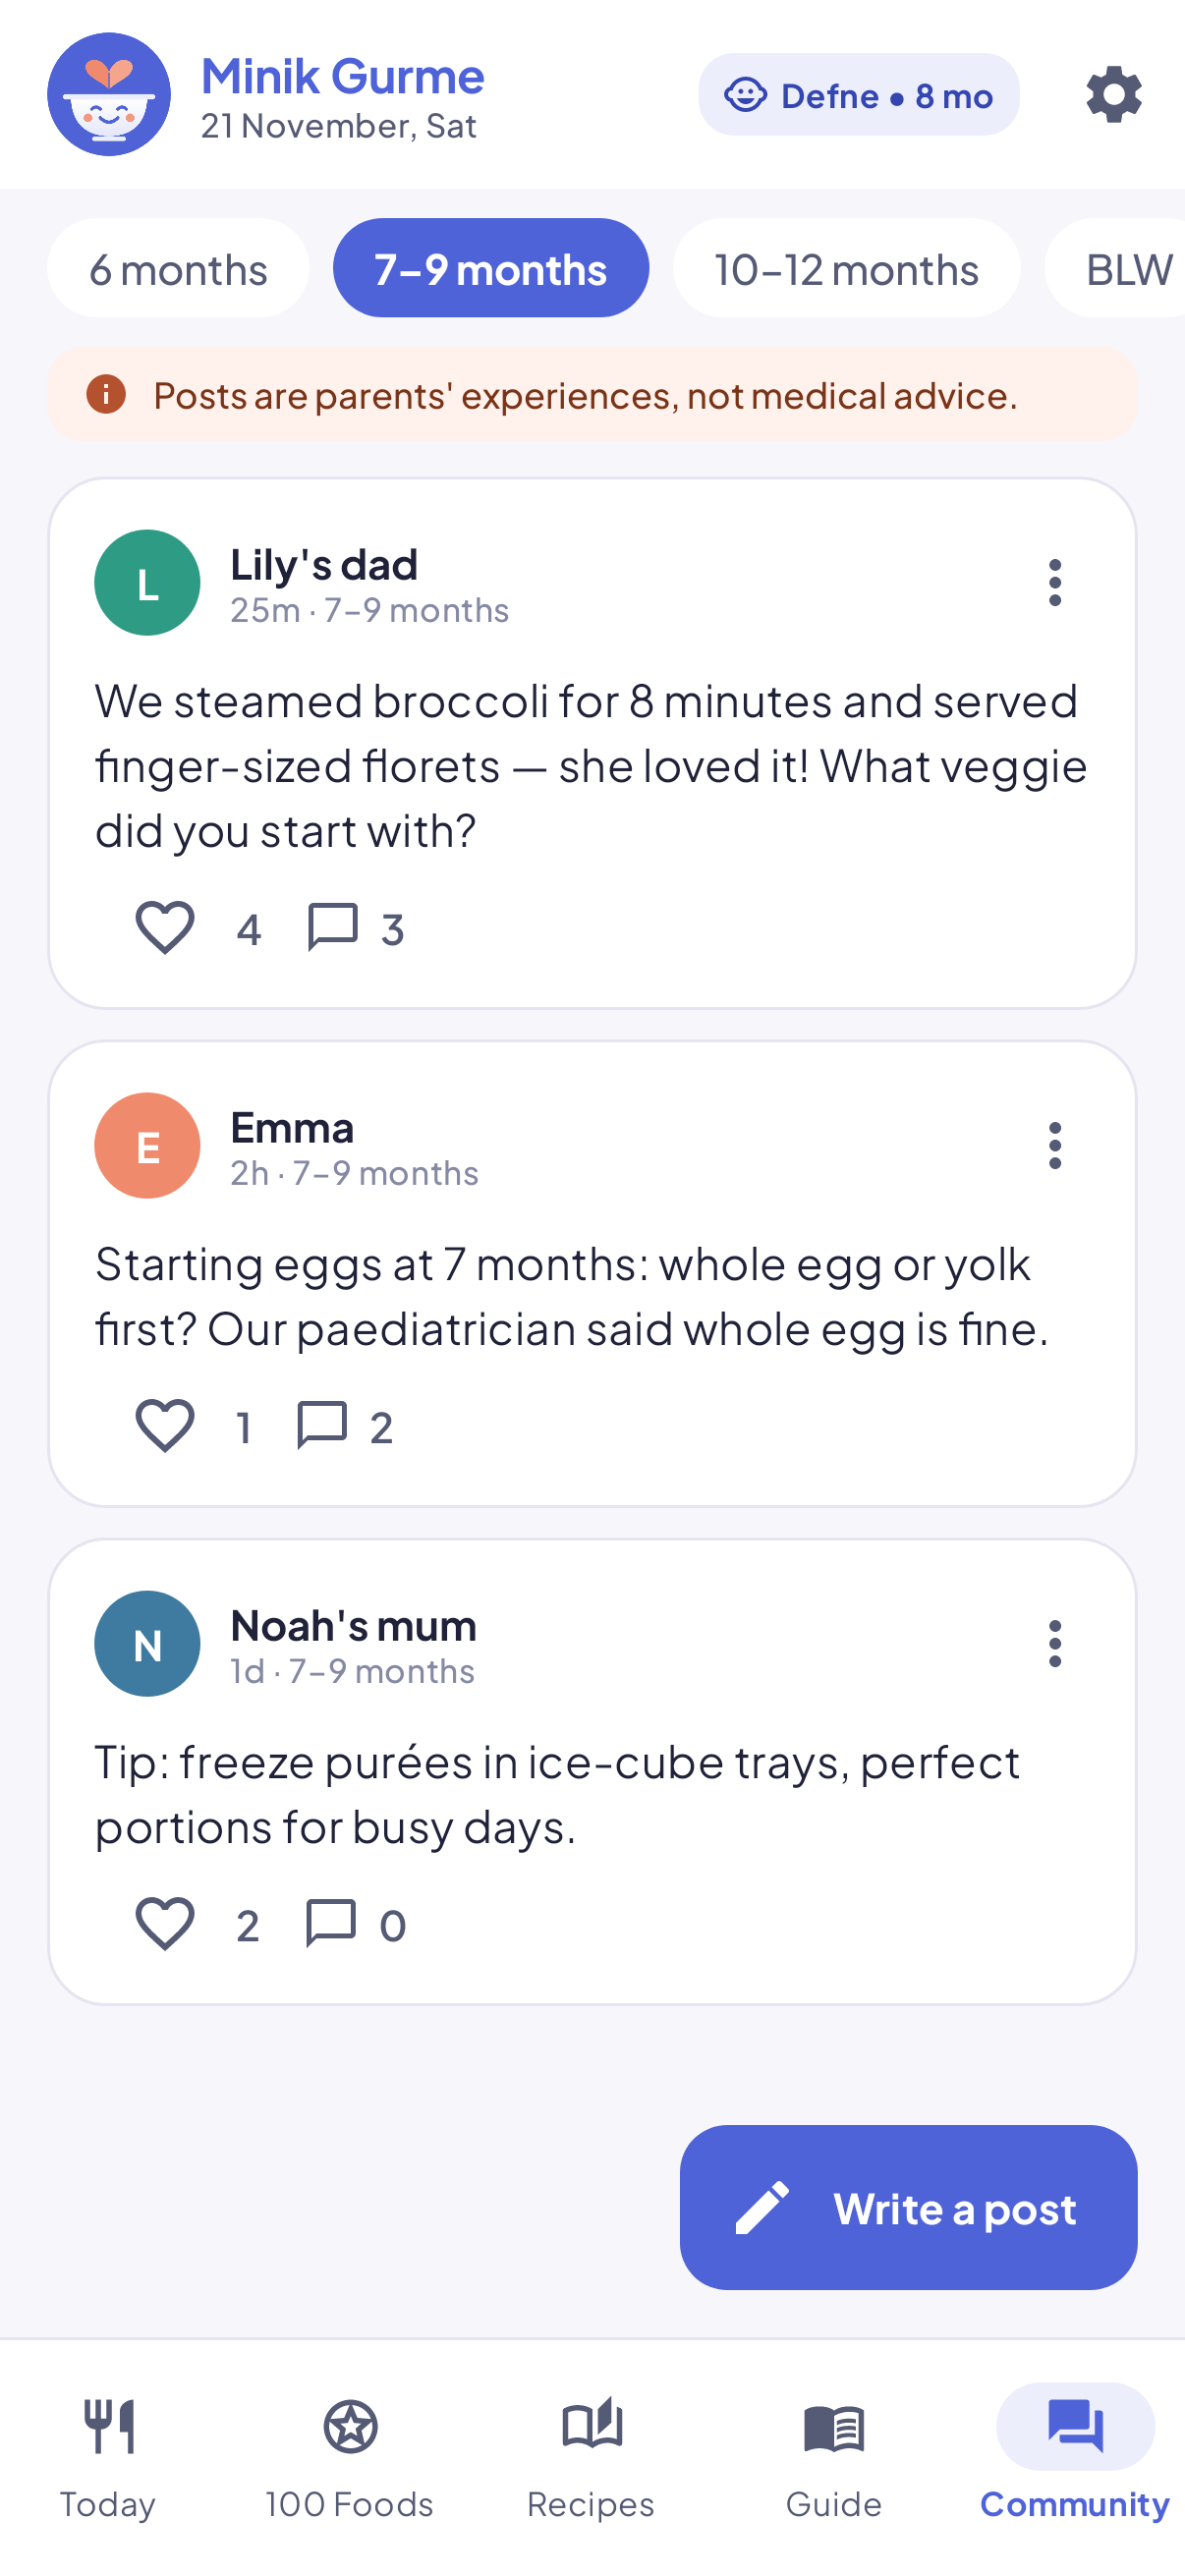 Minik Gurme
21 November, Sat
Defne • 8 mo
6 months
7–9 months
10–12 months
BLW
Posts are parents' experiences, not medical advice.
L
Lily's dad
25m · 7–9 months
We steamed broccoli for 8 minutes and served
finger-sized florets — she loved it! What veggie
did you start with?
4
3
E
Emma
2h · 7–9 months
Starting eggs at 7 months: whole egg or yolk
first? Our paediatrician said whole egg is fine.
1
2
N
Noah's mum
1d · 7–9 months
Tip: freeze purées in ice-cube trays, perfect
portions for busy days.
2
0
Write a post
Today
100 Foods
Recipes
Guide
Community